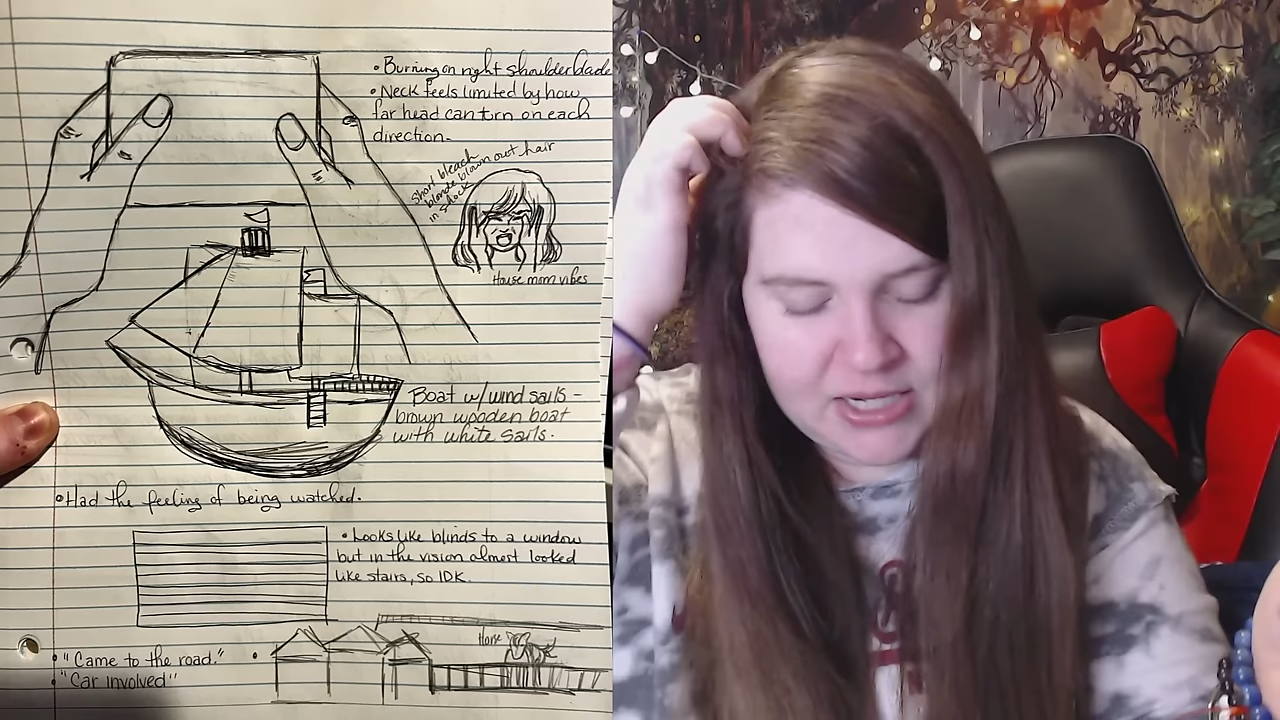 • Burning on right shoulder blade
• Neck feels limited by how
far head can turn on each
direction.
Short bleach
blonde blown out hair
in shock
House mom vibes
Boat w/ wind sails -
brown wooden boat
with white sails.
• Had the feeling of being watched.
• Looks like blinds to a window
but in the vision almost looked
like stairs, so IDK.
Horse
• "Came to the road."
• "Car involved"